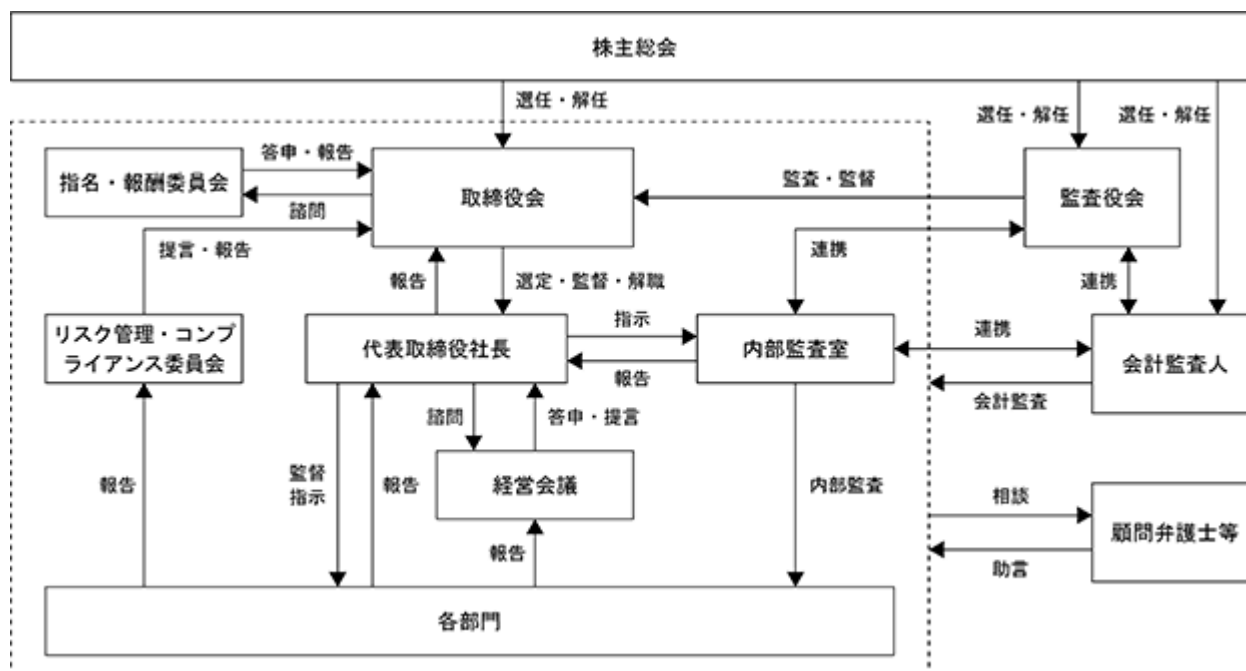 株主総会
選任・解任
選任・解任
選任・解任
指名・報酬委員会
答申・報告
諮問
取締役会
監査・監督
監査役会
提言・報告
報告
選定・監督・解職
連携
連携
リスク管理・コンプ
ライアンス委員会
代表取締役社長
指示
報告
内部監査室
連携
会計監査
会計監査人
諮問
答申・提言
報告
監督
指示
報告
経営会議
内部監査
相談
助言
顧問弁護士等
報告
各部門